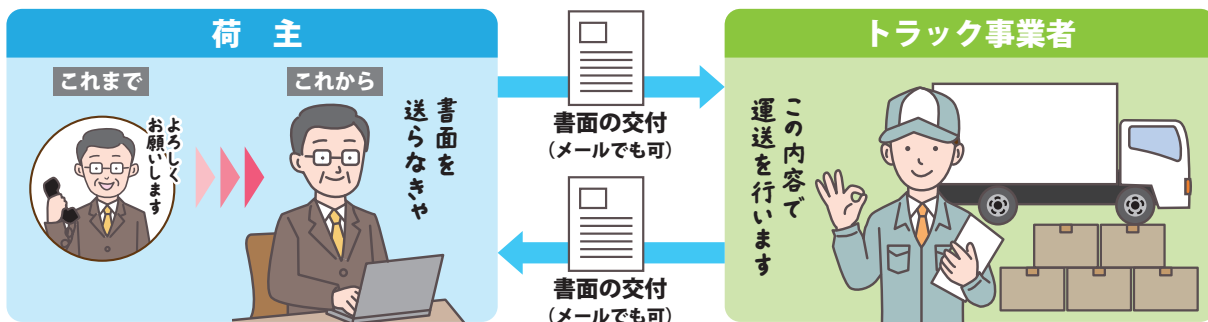 荷 主
これまで
これから
よろしく
お願いします
書面を
送らなきゃ
書面の交付
（メールでも可）
書面の交付
（メールでも可）
トラック事業者
この内容で
運送を行います